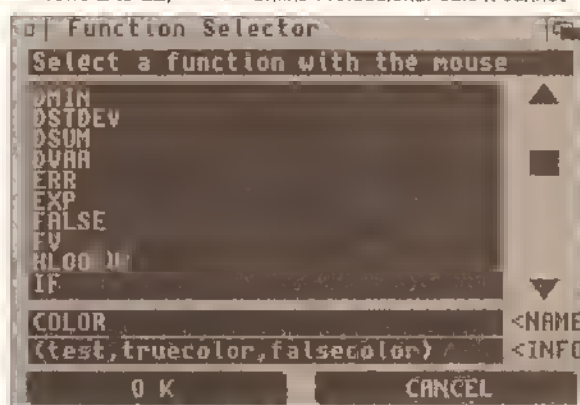 Function Selector
Select a function with the mouse
DMIN
DSTDEV
DSUM
DVAR
ERR
EXP
FALSE
FV
IF
COLOR <NAME
(test,truecolor,falsecolor) <INFO
OK CANCEL